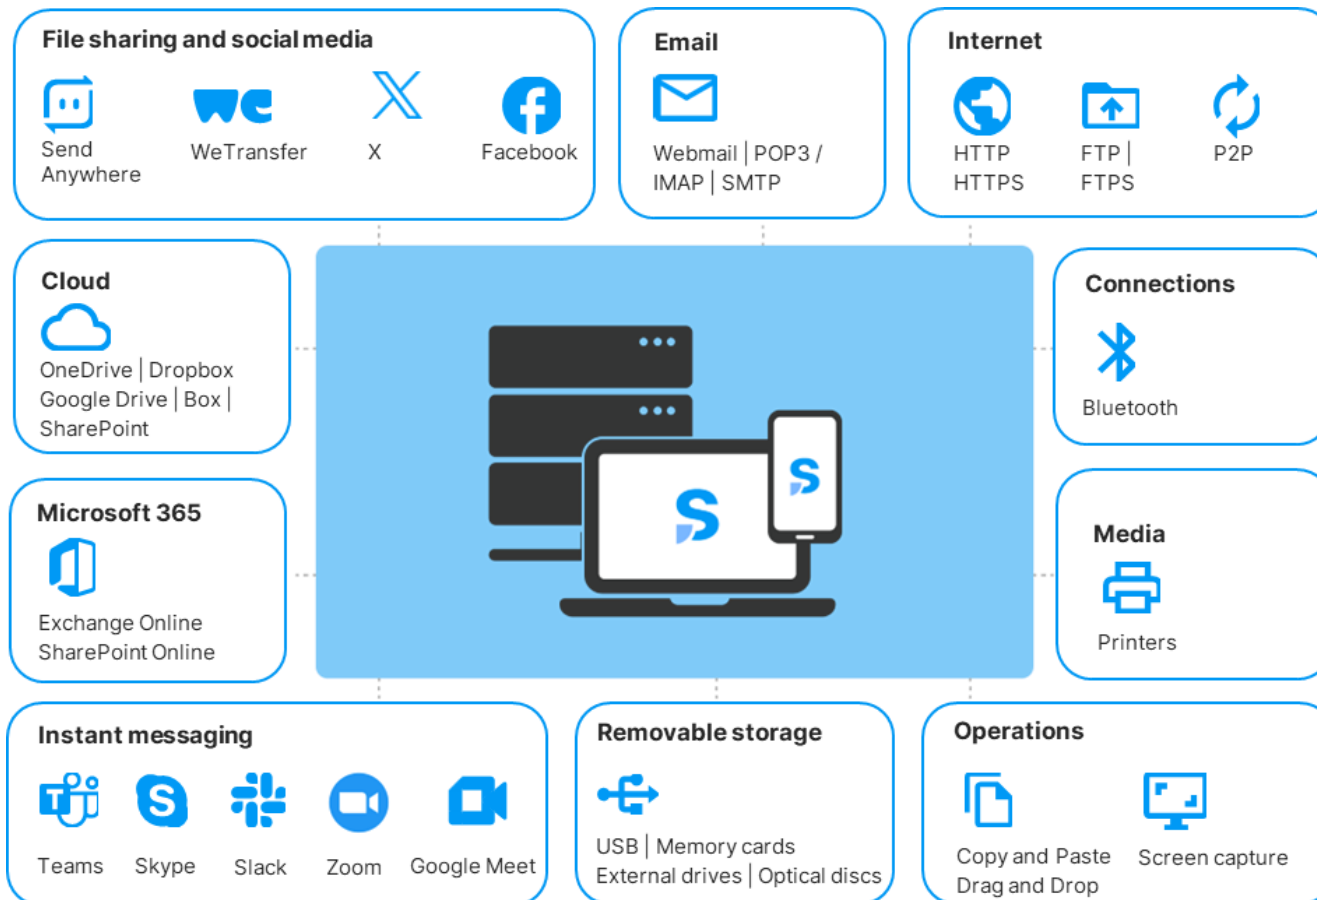 File sharing and social media
Send
Anywhere
WeTransfer
X
Facebook
Email
Webmail | POP3 /
IMAP | SMTP
Internet
HTTP
HTTPS
FTP |
FTPS
P2P
Cloud
OneDrive | Dropbox
Google Drive | Box |
SharePoint
Connections
Bluetooth
Microsoft 365
Exchange Online
SharePoint Online
S
S
Media
Printers
Instant messaging
Teams
Skype
Slack
Zoom
Google Meet
Removable storage
USB | Memory cards
External drives | Optical discs
Operations
Copy and Paste
Drag and Drop
Screen capture